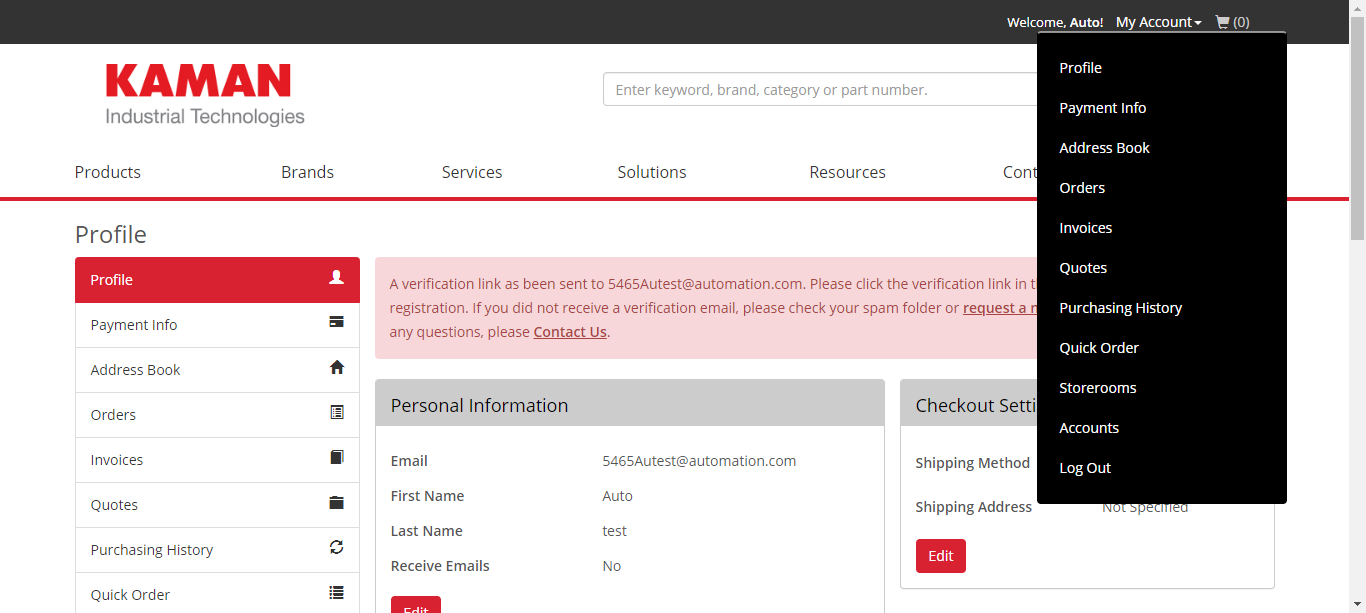 Welcome, Auto! My Account (0)
KAMAN
Industrial Technologies
Enter keyword, brand, category or part number.
Products Brands Services Solutions Resources Cont
Profile
Payment Info
Address Book
Orders
Invoices
Quotes
Purchasing History
Quick Order
Storerooms
Accounts
Log Out
Profile
Profile
Payment Info
Address Book
Orders
Invoices
Quotes
Purchasing History
Quick Order
A verification link as been sent to 5465Autest@automation.com. Please click the verification link in
registration. If you did not receive a verification email, please check your spam folder or request a
any questions, please Contact Us.
Personal Information
Email 5465Autest@automation.com
First Name Auto
Last Name test
Receive Emails No
Edit
Checkout Setti
Shipping Method
Shipping Address Not Specified
Edit